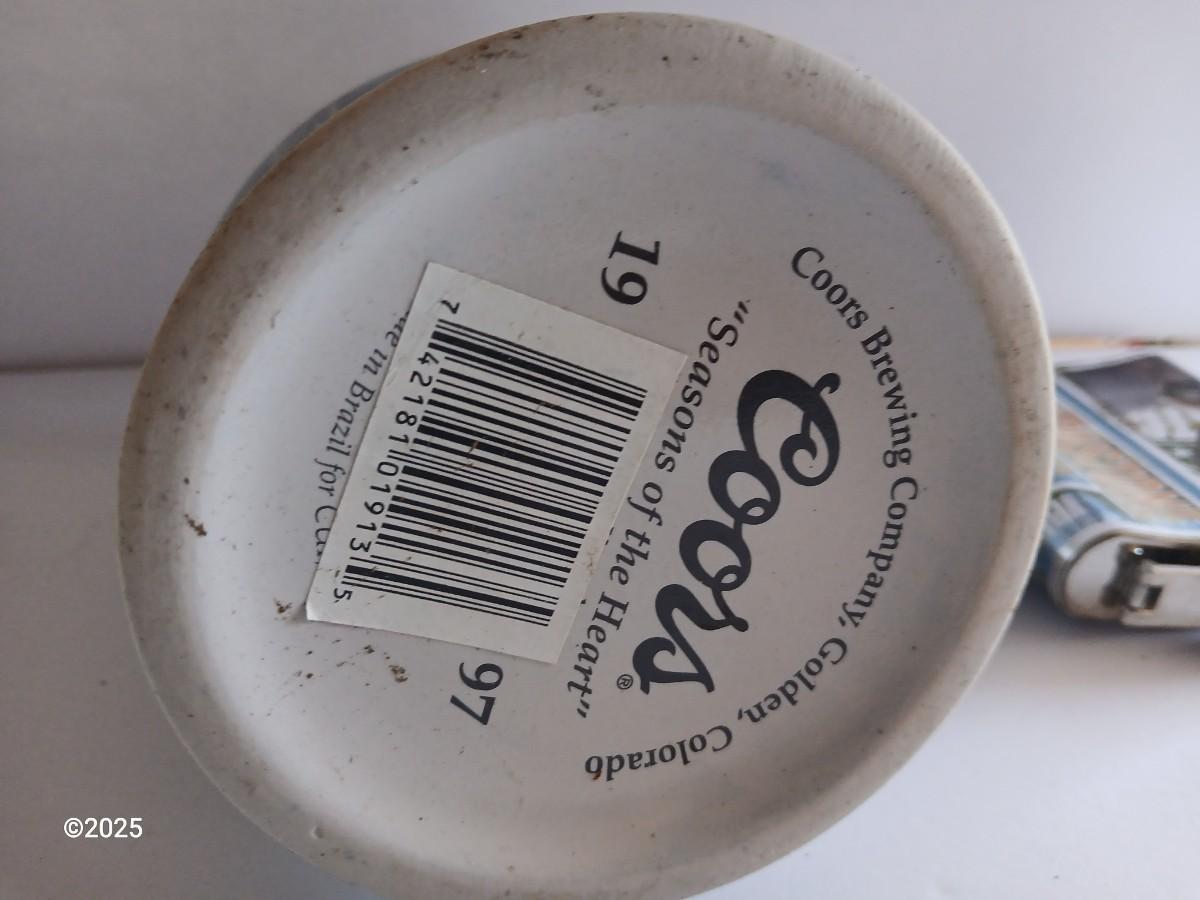 Coors Brewing Company, Golden, Colorado
Coors®
"Seasons of the Heart"
19 97
7 42181 01913 5
in Brazil for
©2025